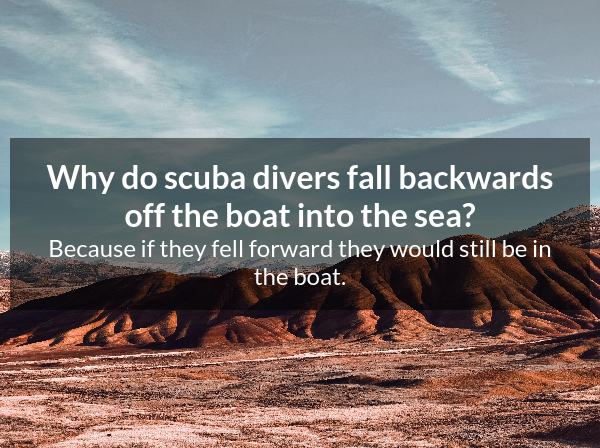 Why do scuba divers fall backwards
off the boat into the sea?
Because if they fell forward they would still be in
the boat.